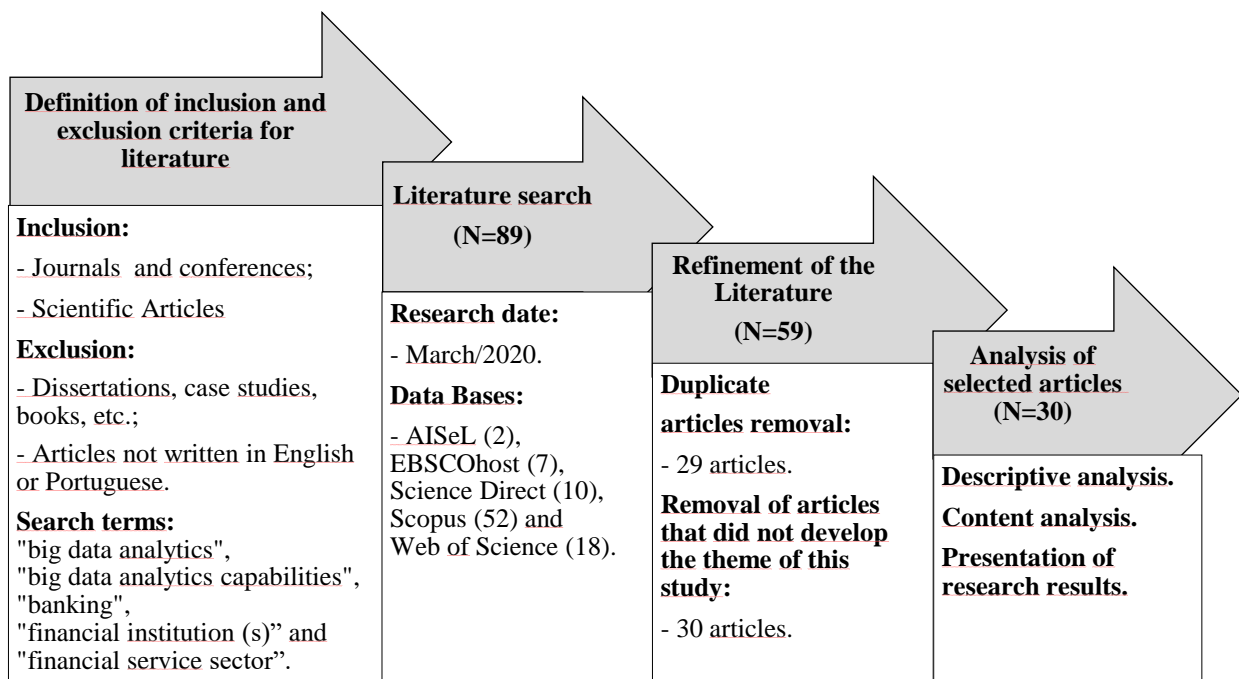 Definition of inclusion and
exclusion criteria for
literature
Inclusion:
- Journals and conferences;
- Scientific Articles
Exclusion:
- Dissertations, case studies,
books, etc.;
- Articles not written in English
or Portuguese.
Search terms:
"big data analytics",
"big data analytics capabilities",
"banking",
"financial institution (s)” and
"financial service sector”.
Literature search
(N=89)
Research date:
- March/2020.
Data Bases:
- AISeL (2),
EBSCOhost (7),
Science Direct (10),
Scopus (52) and
Web of Science (18).
Refinement of the
Literature
(N=59)
Duplicate
articles removal:
- 29 articles.
Removal of articles
that did not develop
the theme of this
study:
- 30 articles.
Analysis of
selected articles
(N=30)
Descriptive analysis.
Content analysis.
Presentation of
research results.